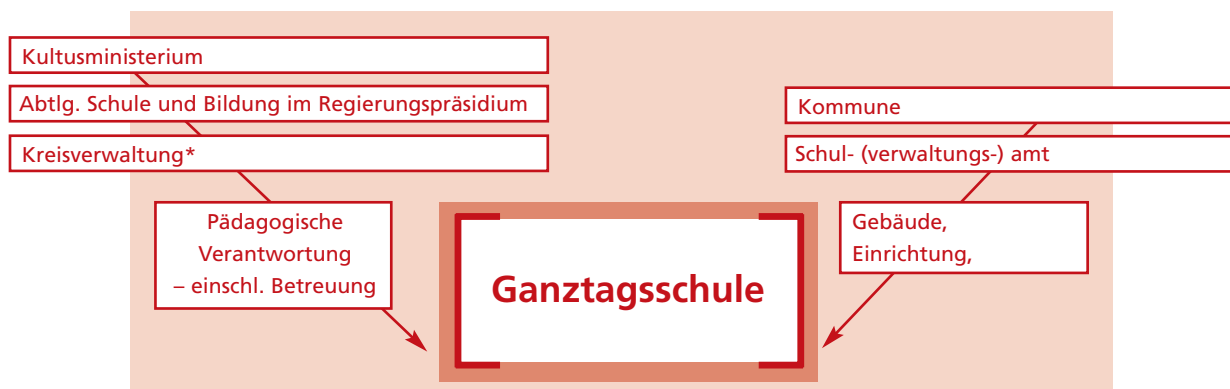 Kultusministerium
Abtlg. Schule und Bildung im Regierungspräsidium
Kreisverwaltung*
Kommune
Schul- (verwaltungs-) amt
Pädagogische
Verantwortung
– einschl. Betreuung
Ganztagsschule
Gebäude,
Einrichtung,